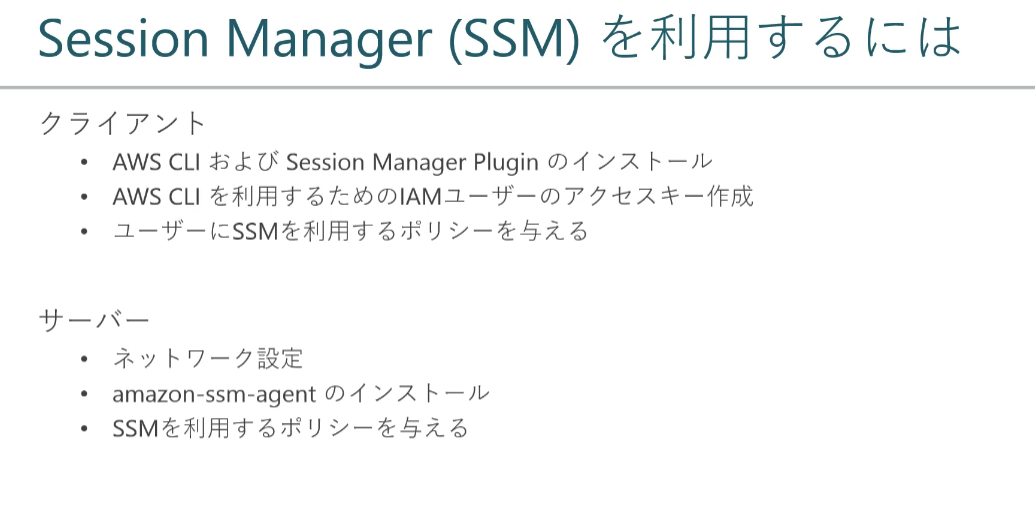 Session Manager (SSM) を利用するには
クライアント
• AWS CLI および Session Manager Plugin のインストール
• AWS CLI を利用するためのIAMユーザーのアクセスキー作成
• ユーザーにSSMを利用するポリシーを与える
サーバー
• ネットワーク設定
• amazon-ssm-agent のインストール
• SSMを利用するポリシーを与える